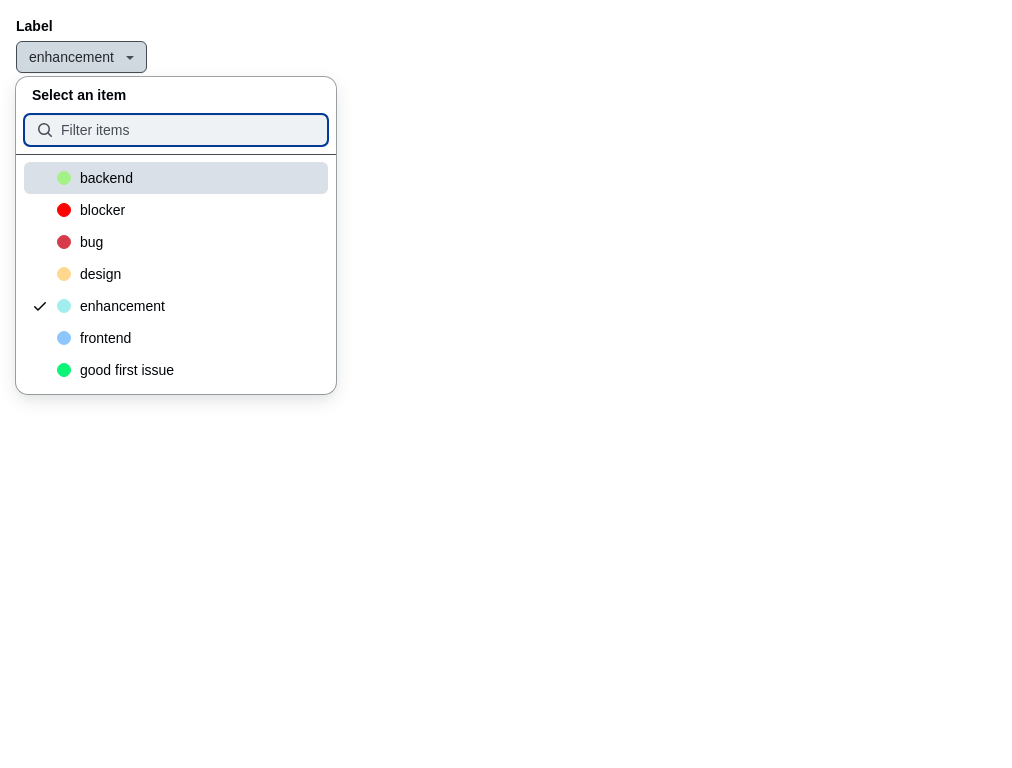 Label
enhancement
Select an item
Filter items
backend
blocker
bug
design
enhancement
frontend
good first issue